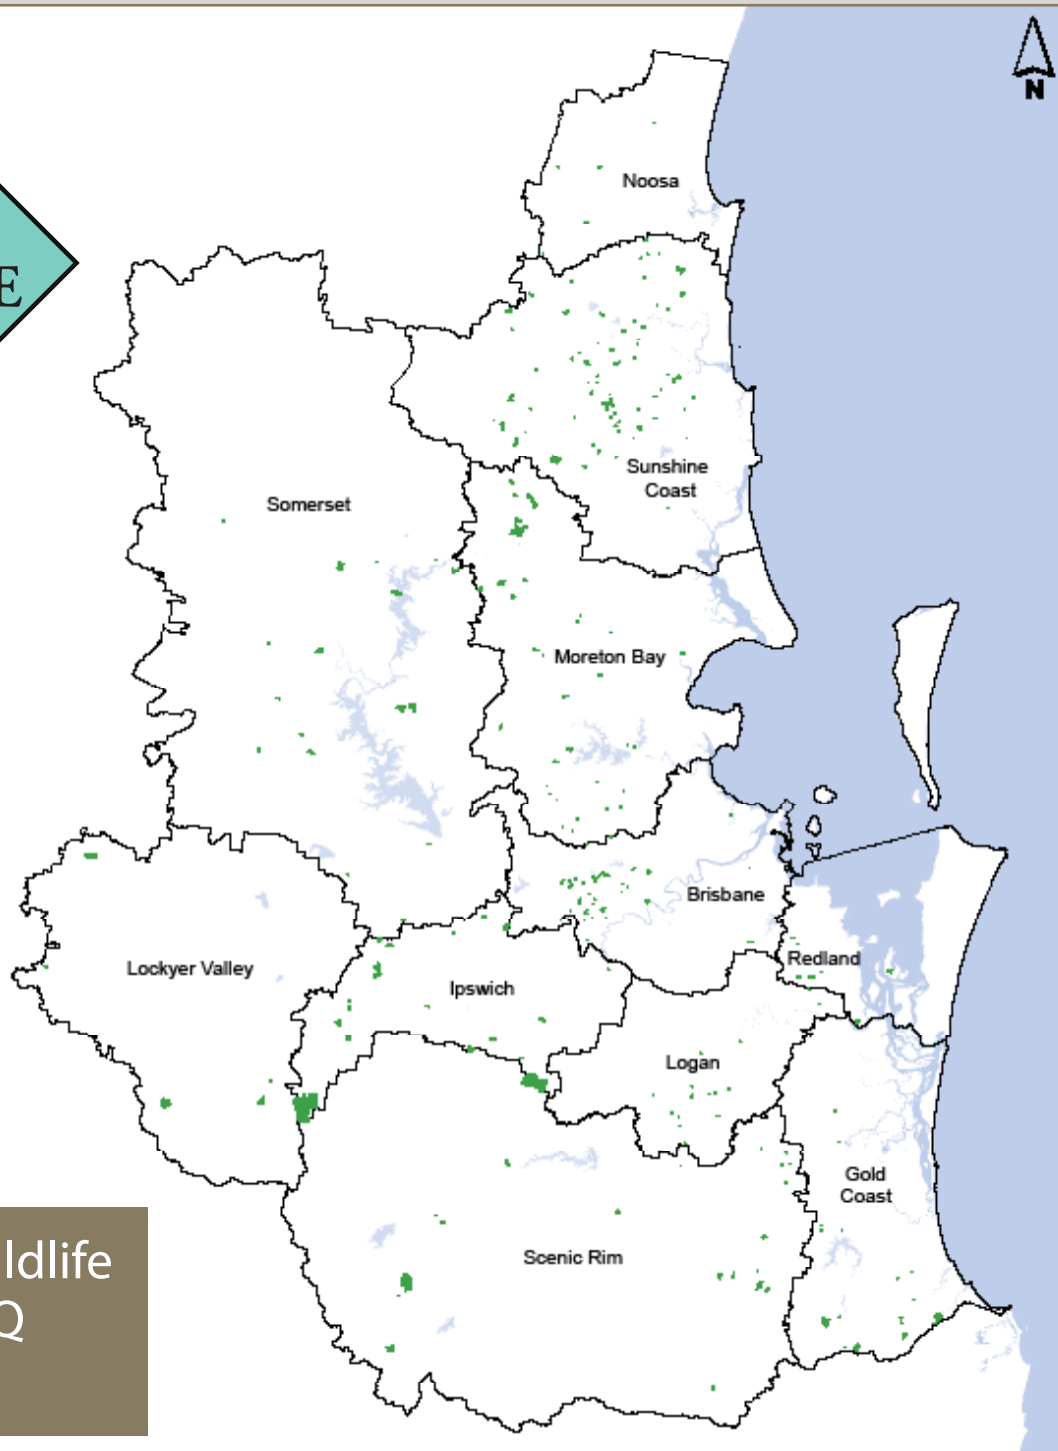 N
Noosa
E
Sunshine
Coast
Somerset
Moreton Bay
Brisbane
Redland
Lockyer Valley
Ipswich
Logan
Gold
Coast
ldlife
Scenic Rim
Q